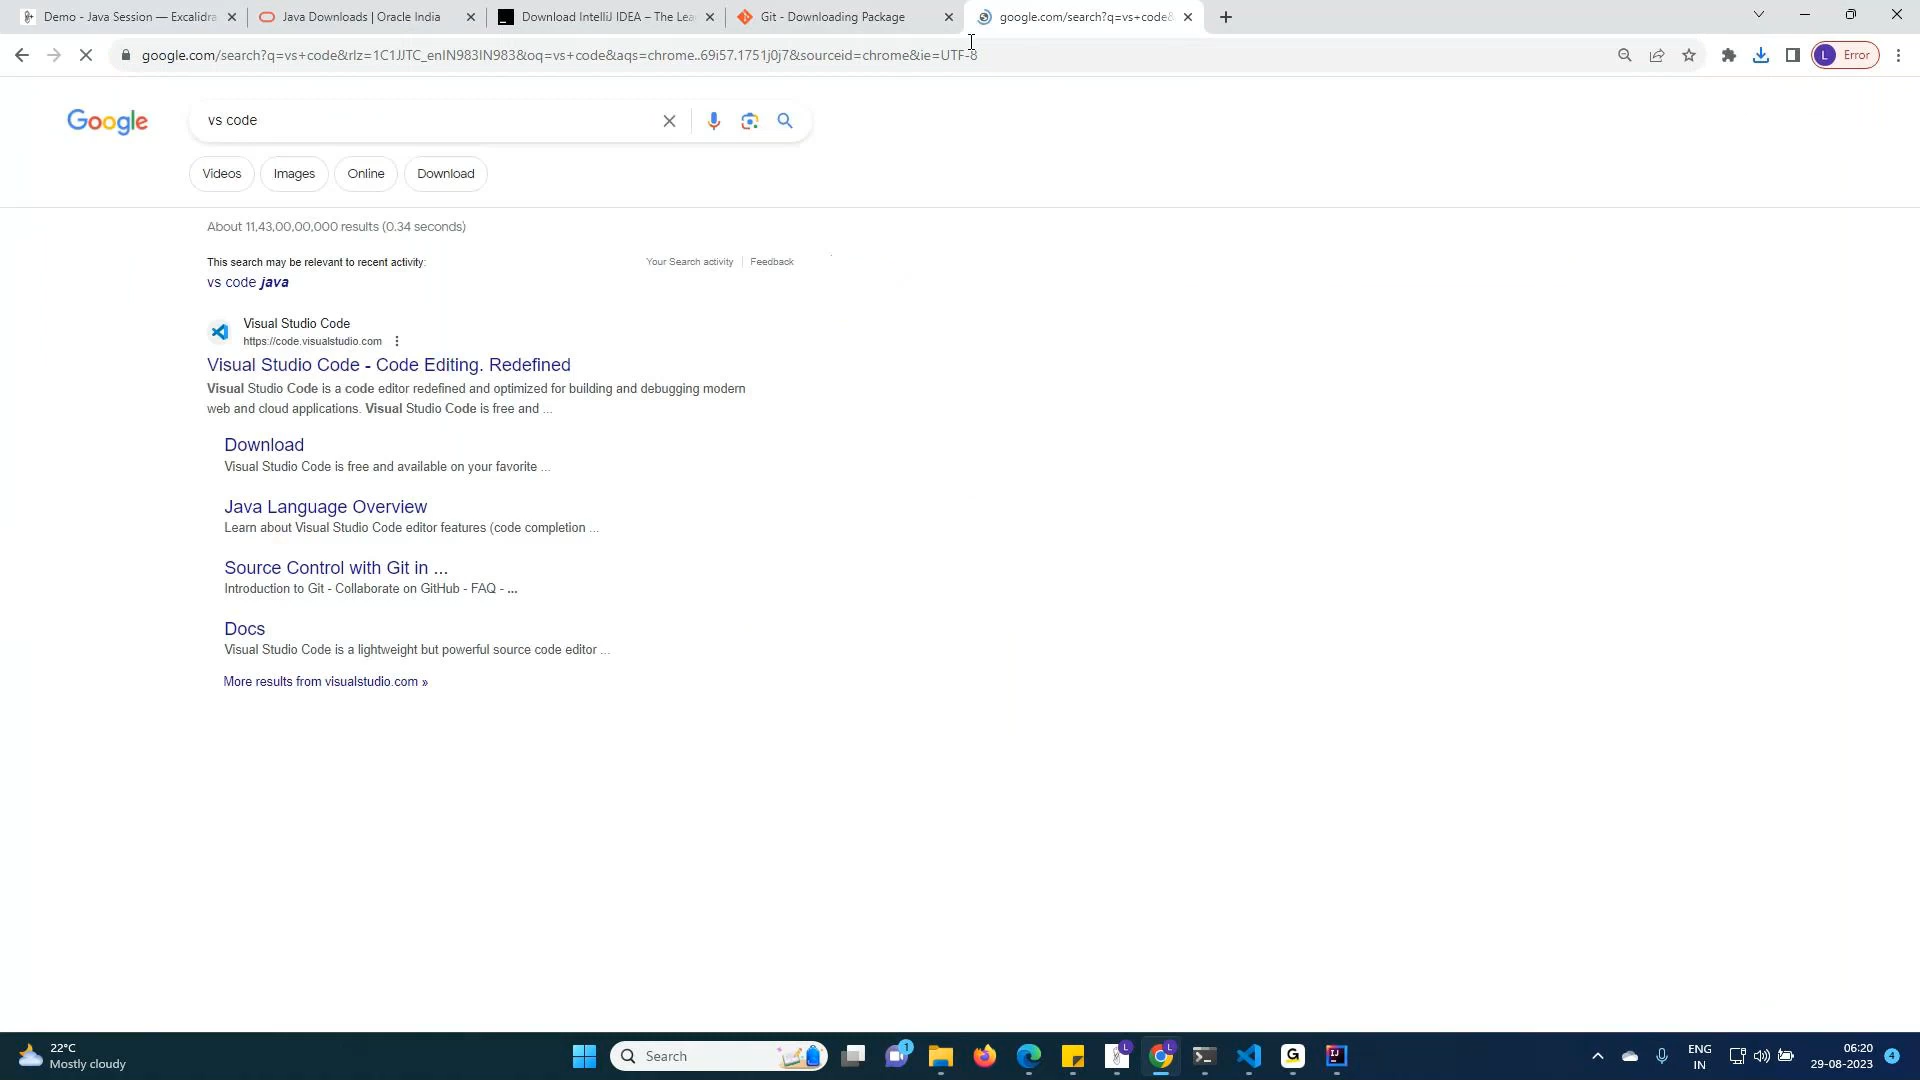 Demo - Java Session — Excalidra
Java Downloads | Oracle India
Download IntelliJ IDEA – The Lea
Git - Downloading Package
google.com/search?q=vs+code&
google.com/search?q=vs+code&rlz=1C1JJTC_enIN983IN983&oq=vs+code&aqs=chrome..69i57.1751j0j7&sourceid=chrome&ie=UTF-8
L
Error
Google
vs code
Videos
Images
Online
Download
About 11,43,00,00,000 results (0.34 seconds)
This search may be relevant to recent activity:
Your Search activity
Feedback
vs code java
Visual Studio Code
https://code.visualstudio.com
Visual Studio Code - Code Editing. Redefined
Visual Studio Code is a code editor redefined and optimized for building and debugging modern
web and cloud applications. Visual Studio Code is free and ...
Download
Visual Studio Code is free and available on your favorite ...
Java Language Overview
Learn about Visual Studio Code editor features (code completion ...
Source Control with Git in ...
Introduction to Git - Collaborate on GitHub - FAQ - ...
Docs
Visual Studio Code is a lightweight but powerful source code editor ...
More results from visualstudio.com »
22°C
Mostly cloudy
Search
1
L
L
G
IJ
ENG
IN
06:20
29-08-2023
4